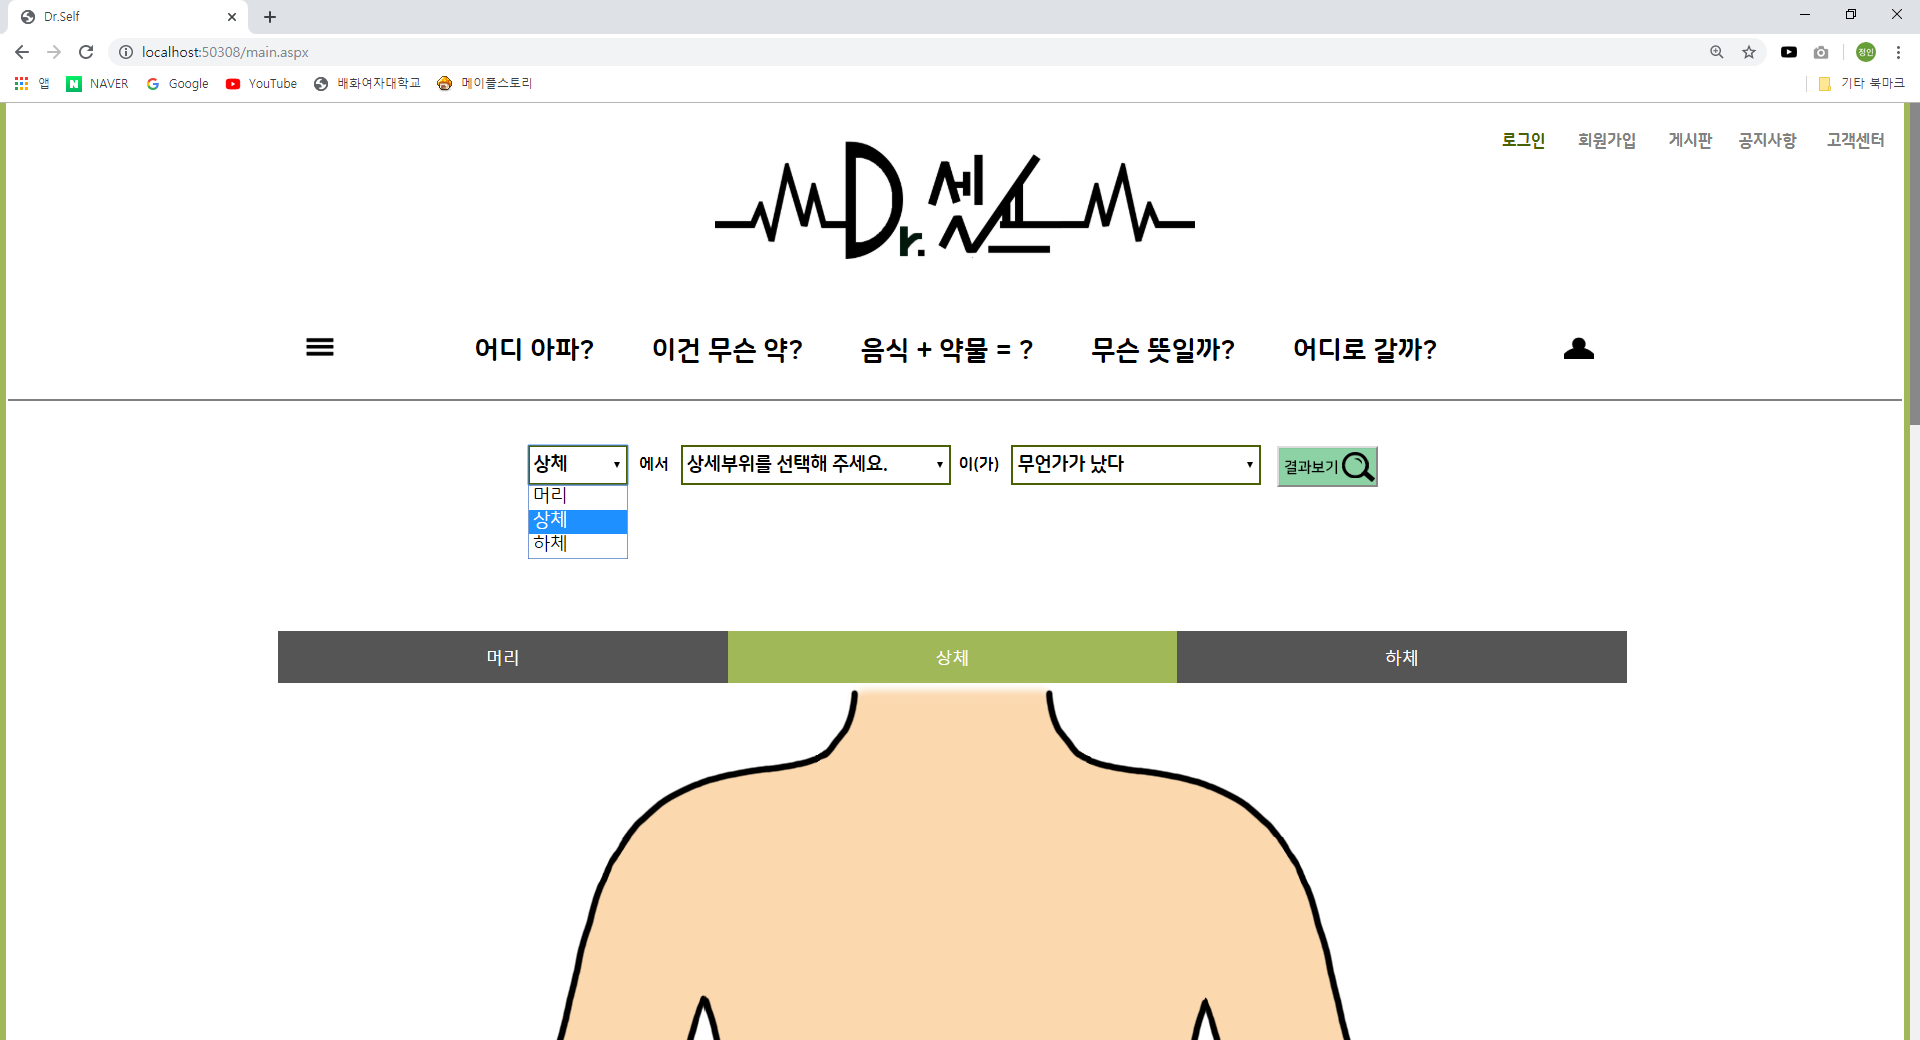 Dr.Self
localhost:50308/main.aspx
정인
앱 NAVER Google YouTube 배화여자대학교 메이플스토리 기타 북마크
로그인 회원가입 게시판 공지사항 고객센터
Dr. 셀프
어디 아파? 이건 무슨 약? 음식 + 약물 = ? 무슨 뜻일까? 어디로 갈까?
상체 에서 상세부위를 선택해 주세요. 이(가) 무언가가 났다 결과보기
머리
상체
하체
머리 상체 하체